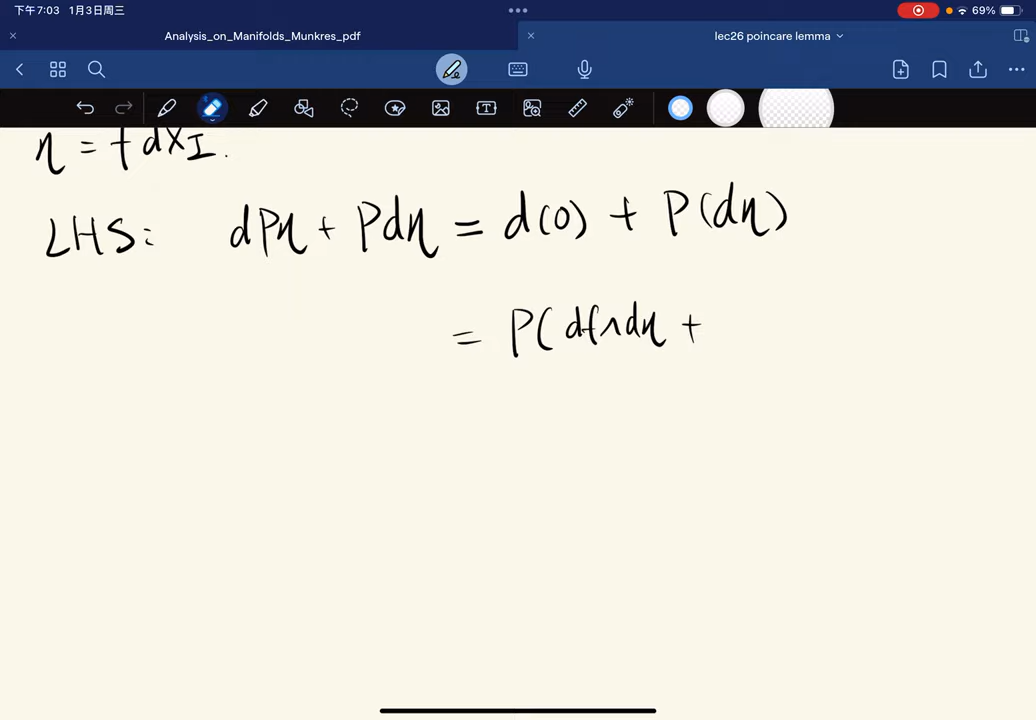 下午7:03 1月3日周三
69%
Analysis_on_Manifolds_Munkres_pdf
lec26 poincare lemma
η = f dx_I.
LHS: dPη + Pdη = d(0) + P(dη)
= P(df∧dη +